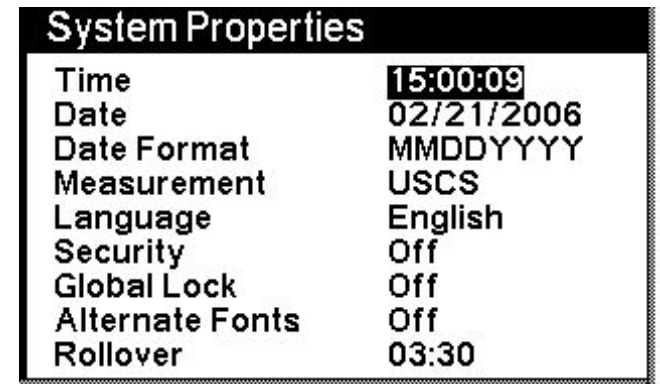 System Properties
Time 15:00:09
Date 02/21/2006
Date Format MMDDYYYY
Measurement USCS
Language English
Security Off
Global Lock Off
Alternate Fonts Off
Rollover 03:30